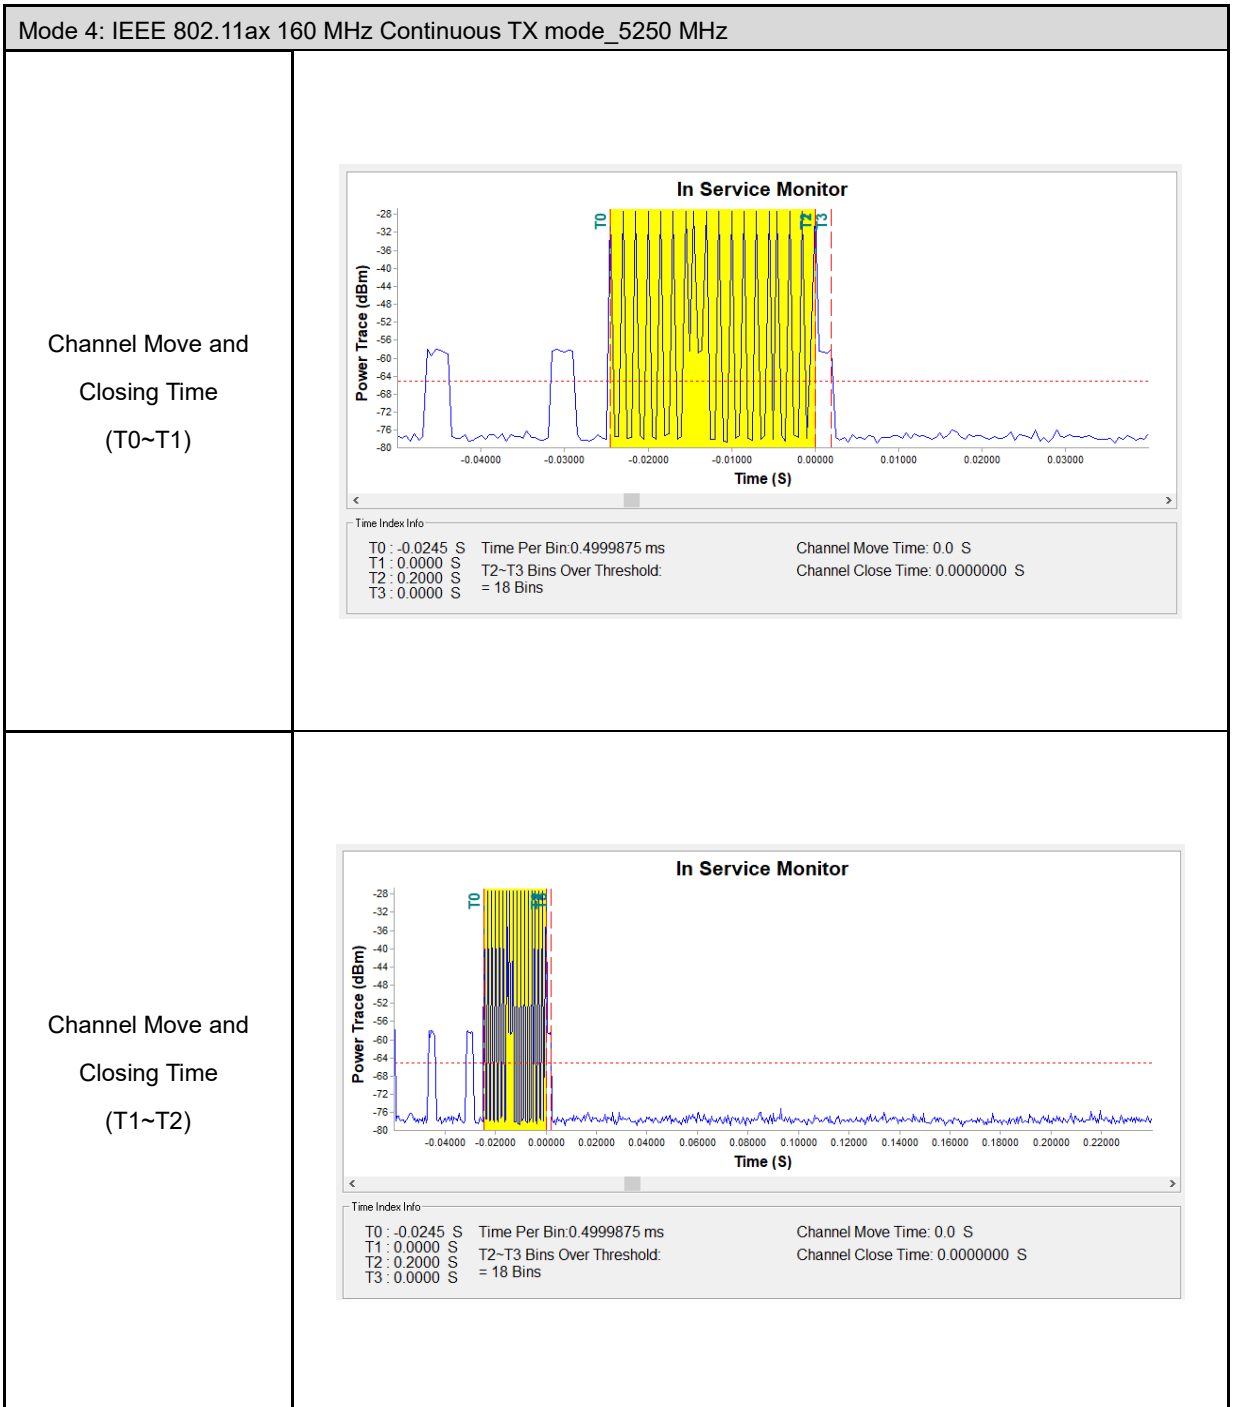 Mode 4: IEEE 802.11ax 160 MHz Continuous TX mode_5250 MHz
Channel Move and
Closing Time
(T0~T1)
In Service Monitor
T0
T2
T3
Power Trace (dBm)
-28
-32
-36
-40
-44
-48
-52
-56
-60
-64
-68
-72
-76
-80
-0.04000 -0.03000 -0.02000 -0.01000 0.00000 0.01000 0.02000 0.03000
Time (S)
Time Index Info
T0 : -0.0245 S
T1 : 0.0000 S
T2 : 0.2000 S
T3 : 0.0000 S
Time Per Bin:0.4999875 ms
T2~T3 Bins Over Threshold:
= 18 Bins
Channel Move Time: 0.0 S
Channel Close Time: 0.0000000 S
Channel Move and
Closing Time
(T1~T2)
In Service Monitor
T0
Power Trace (dBm)
-28
-32
-36
-40
-44
-48
-52
-56
-60
-64
-68
-72
-76
-80
-0.04000 -0.02000 0.00000 0.02000 0.04000 0.06000 0.08000 0.10000 0.12000 0.14000 0.16000 0.18000 0.20000 0.22000
Time (S)
Time Index Info
T0 : -0.0245 S
T1 : 0.0000 S
T2 : 0.2000 S
T3 : 0.0000 S
Time Per Bin:0.4999875 ms
T2~T3 Bins Over Threshold:
= 18 Bins
Channel Move Time: 0.0 S
Channel Close Time: 0.0000000 S